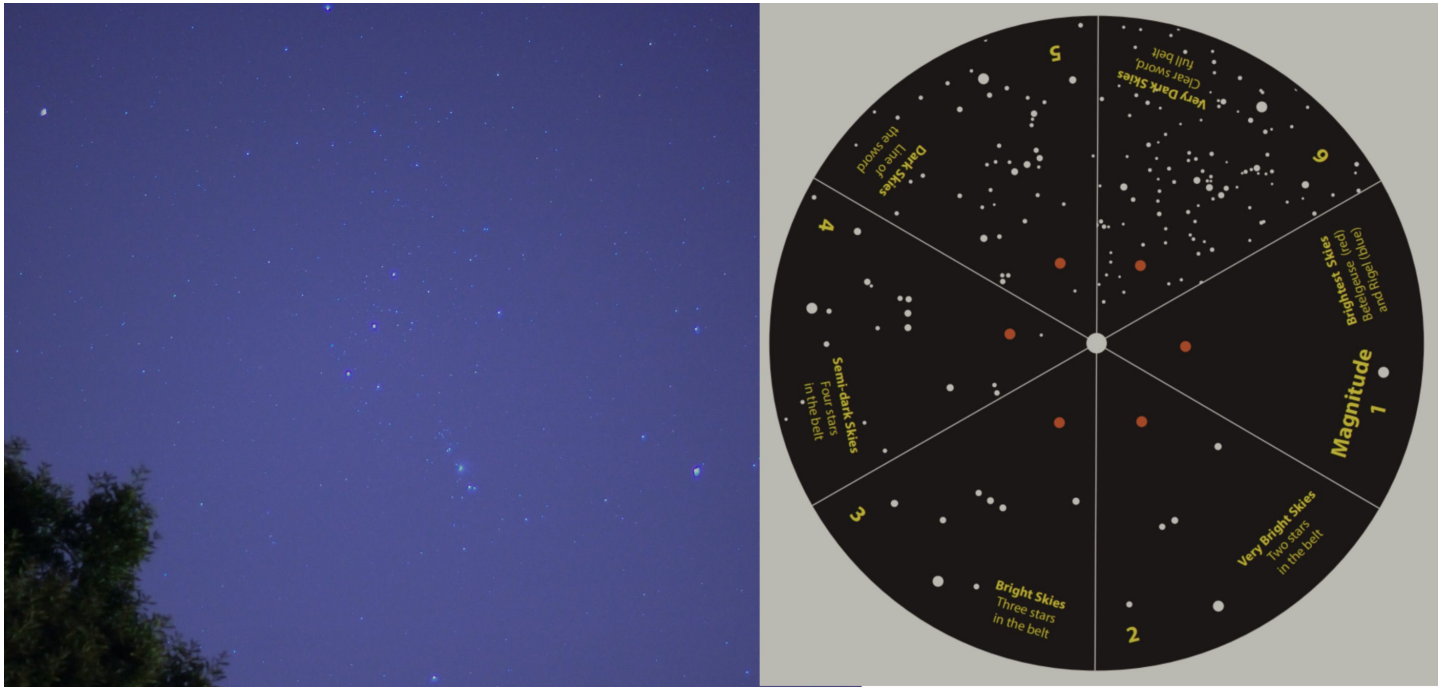 Magnitude
1
Brightest Skies
Betelgeuse (red)
and Rigel (blue)
2
Very Bright Skies
Two stars
in the belt
3
Bright Skies
Three stars
in the belt
4
Semi-dark Skies
Four stars
in the belt
5
Dark Skies
Line of
the sword
6
Very Dark Skies
Clear sword,
full belt